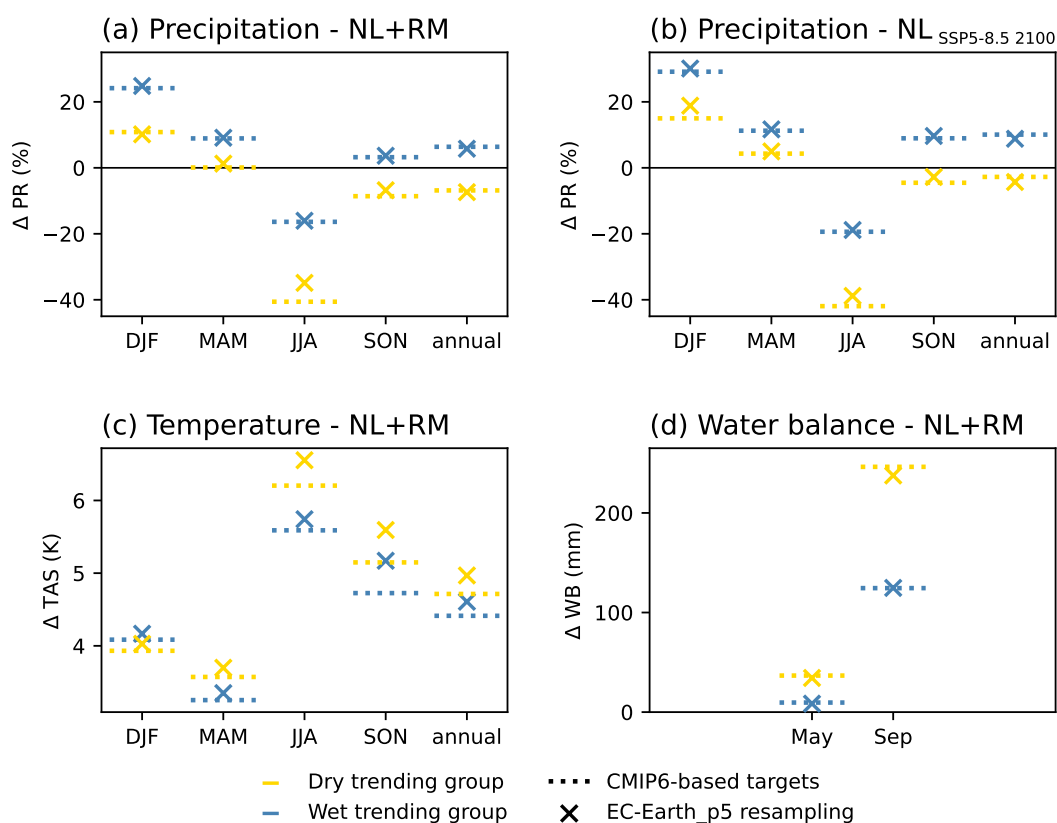 (a) Precipitation - NL+RM
Δ PR (%)
20
0
−20
−40
DJF MAM JJA SON annual
(b) Precipitation - NL SSP5-8.5 2100
Δ PR (%)
20
0
−20
−40
DJF MAM JJA SON annual
(c) Temperature - NL+RM
Δ TAS (K)
6
5
4
DJF MAM JJA SON annual
(d) Water balance - NL+RM
Δ WB (mm)
200
100
0
May Sep
Dry trending group
Wet trending group
CMIP6-based targets
EC-Earth_p5 resampling